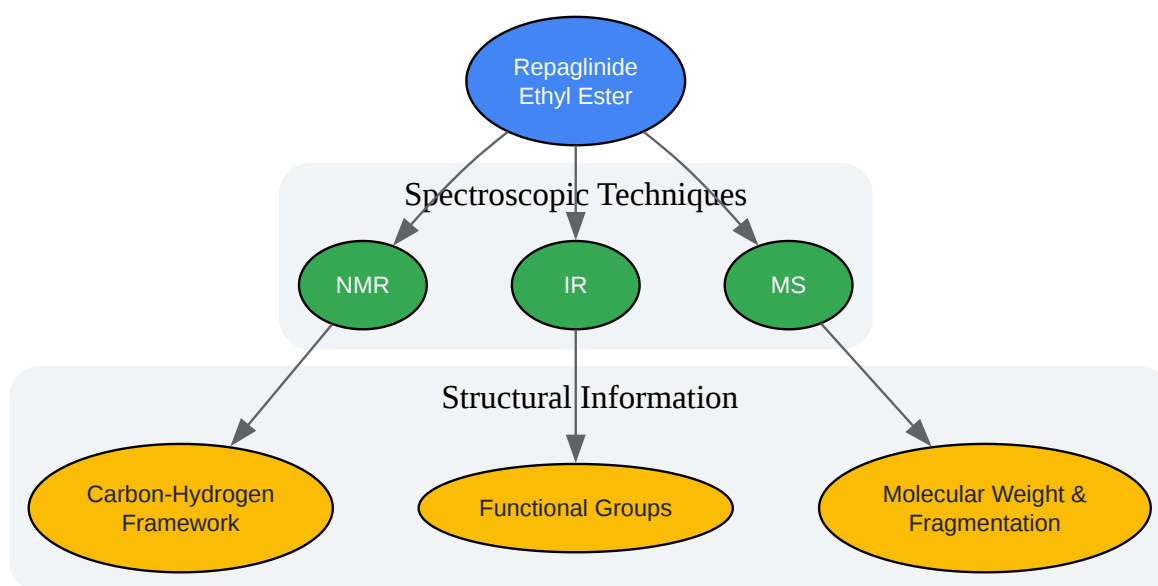 Repaglinide
Ethyl Ester
Spectroscopic Techniques
NMR
IR
MS
Structural Information
Carbon-Hydrogen
Framework
Functional Groups
Molecular Weight &
Fragmentation